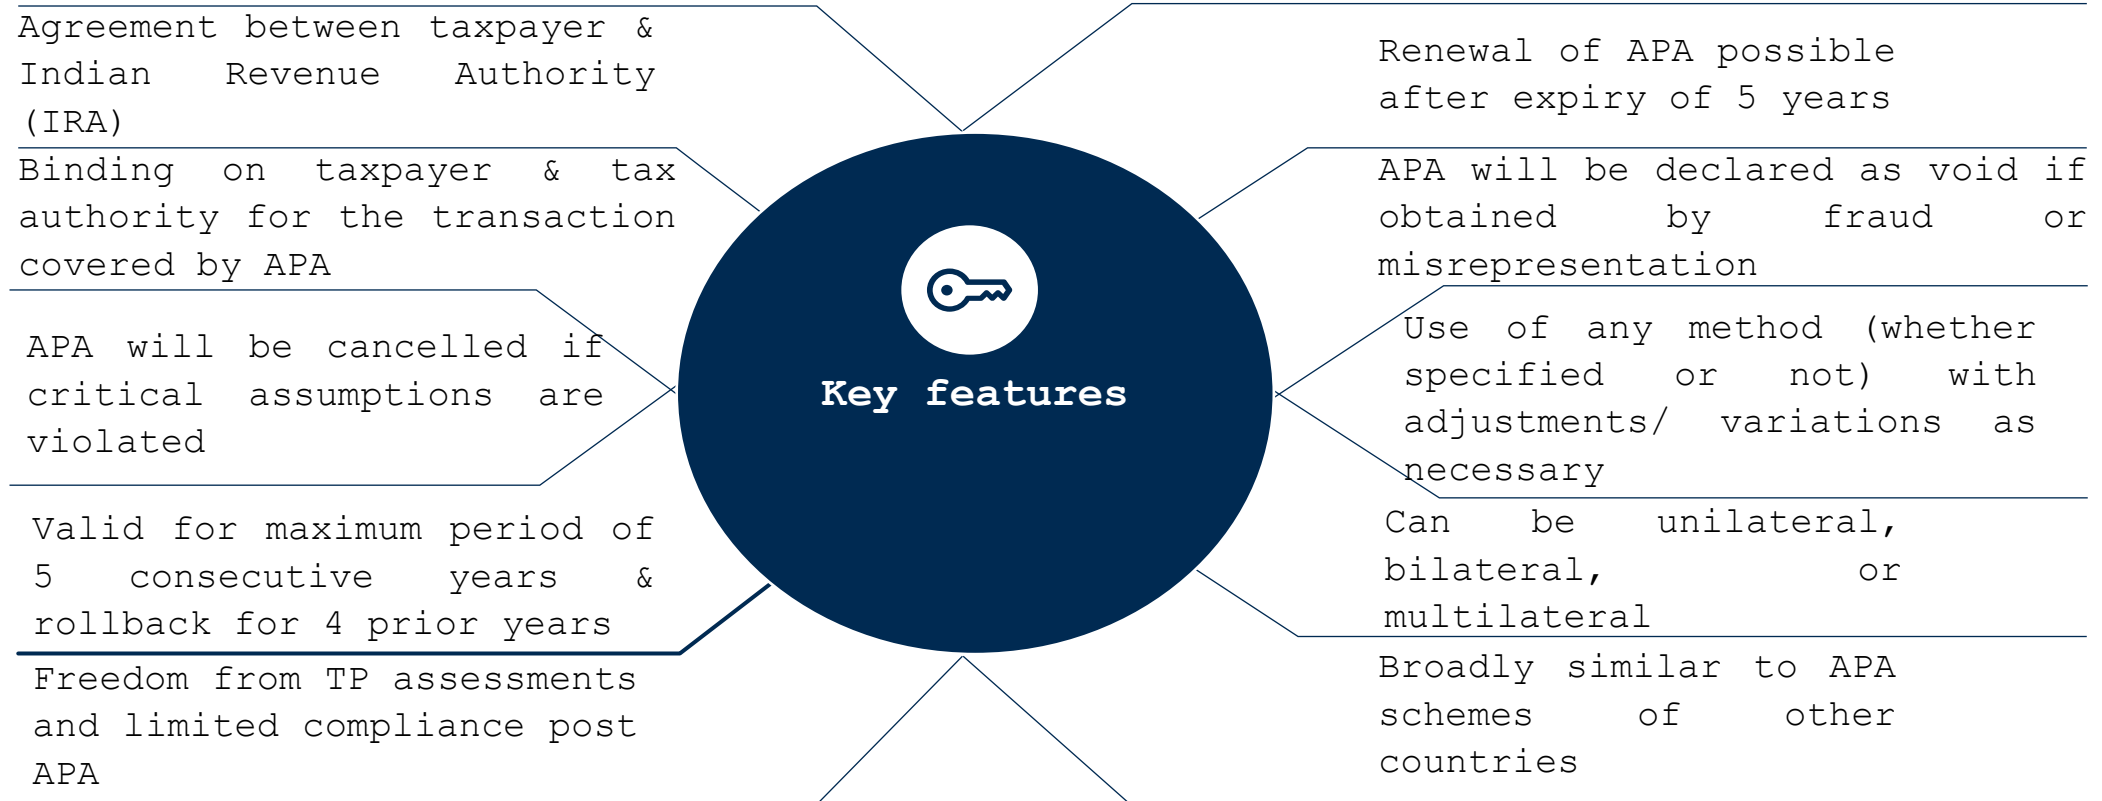 Agreement between taxpayer &
Indian Revenue Authority
(IRA)
Binding on taxpayer & tax
authority for the transaction
covered by APA
APA will be cancelled if
critical assumptions are
violated
Valid for maximum period of
5 consecutive years &
rollback for 4 prior years
Freedom from TP assessments
and limited compliance post
APA
Key features
Renewal of APA possible
after expiry of 5 years
APA will be declared as void if
obtained by fraud or
misrepresentation
Use of any method (whether
specified or not) with
adjustments/ variations as
necessary
Can be unilateral,
bilateral, or
multilateral
Broadly similar to APA
schemes of other
countries